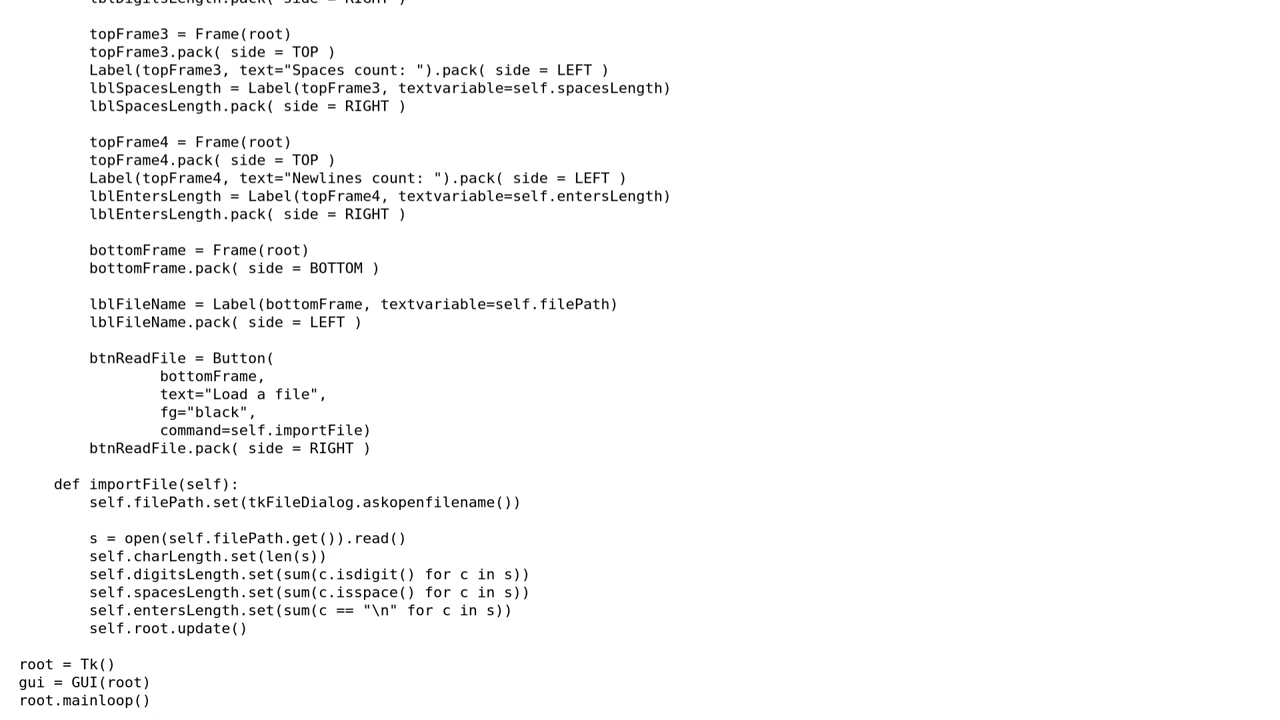 lblDigitsLength.pack( side = RIGHT )

        topFrame3 = Frame(root)
        topFrame3.pack( side = TOP )
        Label(topFrame3, text="Spaces count: ").pack( side = LEFT )
        lblSpacesLength = Label(topFrame3, textvariable=self.spacesLength)
        lblSpacesLength.pack( side = RIGHT )

        topFrame4 = Frame(root)
        topFrame4.pack( side = TOP )
        Label(topFrame4, text="Newlines count: ").pack( side = LEFT )
        lblEntersLength = Label(topFrame4, textvariable=self.entersLength)
        lblEntersLength.pack( side = RIGHT )

        bottomFrame = Frame(root)
        bottomFrame.pack( side = BOTTOM )

        lblFileName = Label(bottomFrame, textvariable=self.filePath)
        lblFileName.pack( side = LEFT )

        btnReadFile = Button(
                bottomFrame,
                text="Load a file",
                fg="black",
                command=self.importFile)
        btnReadFile.pack( side = RIGHT )

    def importFile(self):
        self.filePath.set(tkFileDialog.askopenfilename())

        s = open(self.filePath.get()).read()
        self.charLength.set(len(s))
        self.digitsLength.set(sum(c.isdigit() for c in s))
        self.spacesLength.set(sum(c.isspace() for c in s))
        self.entersLength.set(sum(c == "\n" for c in s))
        self.root.update()

root = Tk()
gui = GUI(root)
root.mainloop()